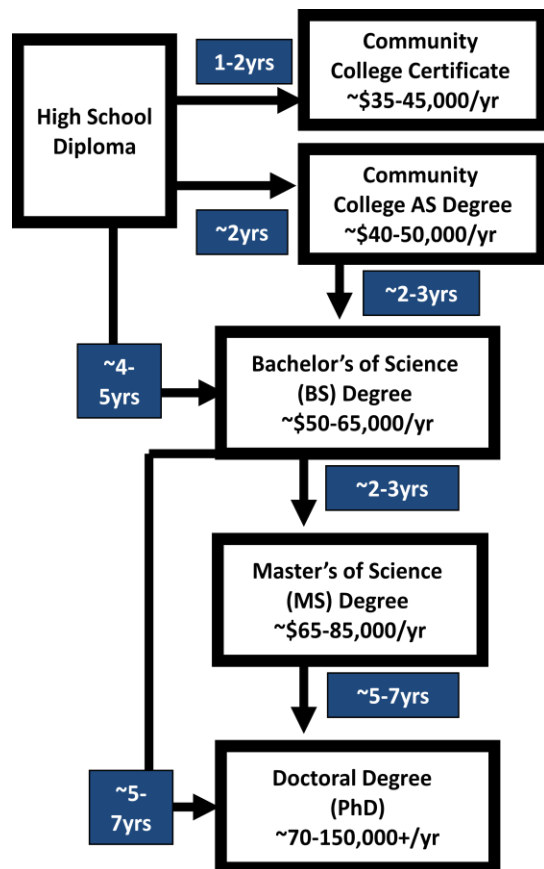 High School
Diploma
1-2yrs
Community
College Certificate
~$35-45,000/yr
~2yrs
Community
College AS Degree
~$40-50,000/yr
~2-3yrs
~4-
5yrs
Bachelor’s of Science
(BS) Degree
~$50-65,000/yr
~2-3yrs
Master’s of Science
(MS) Degree
~$65-85,000/yr
~5-7yrs
~5-
7yrs
Doctoral Degree
(PhD)
~70-150,000+/yr